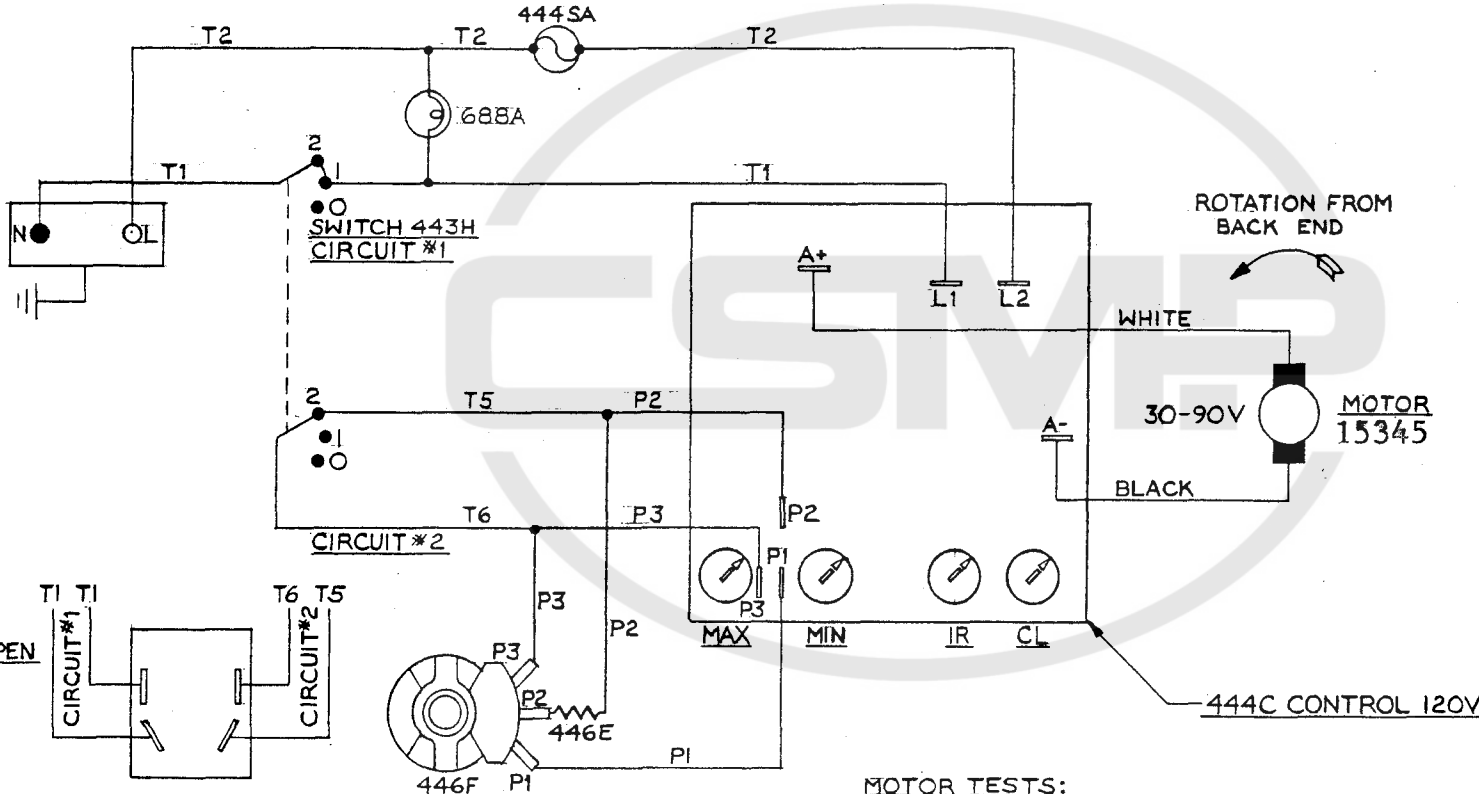 444SA
T2
T2
T2
688A
2
T1
1
T1
0
N
L
SWITCH 443H
CIRCUIT #1
ROTATION FROM
BACK END
A+
L1
L2
WHITE
CSMP
2
T5
P2
1
0
30-90V
MOTOR
15345
A-
BLACK
T6
P3
P2
CIRCUIT #2
P1
P3
MAX
MIN
IR
CL
T1 T1
T6 T5
PEN
CIRCUIT #1
CIRCUIT #2
P3
P2
P3
P2
446E
444C CONTROL 120V
446F
P1
P1
MOTOR TESTS: